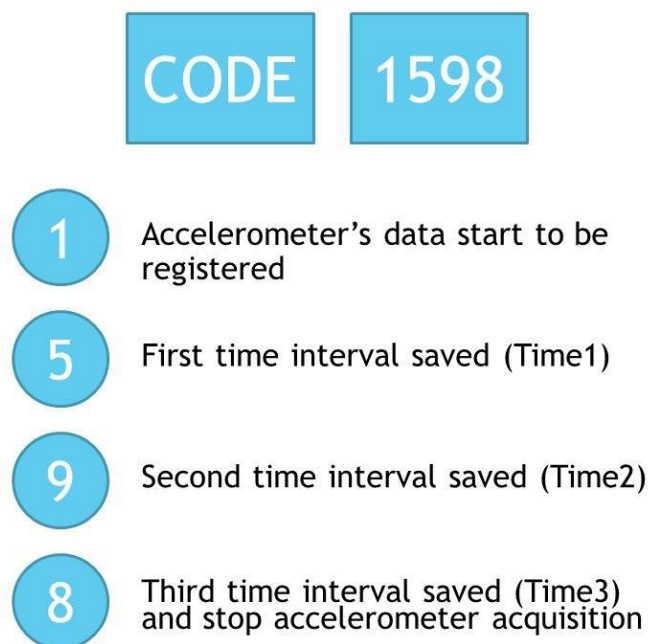 CODE 1598
1 Accelerometer's data start to be
registered
5 First time interval saved (Time1)
9 Second time interval saved (Time2)
8 Third time interval saved (Time3)
and stop accelerometer acquisition